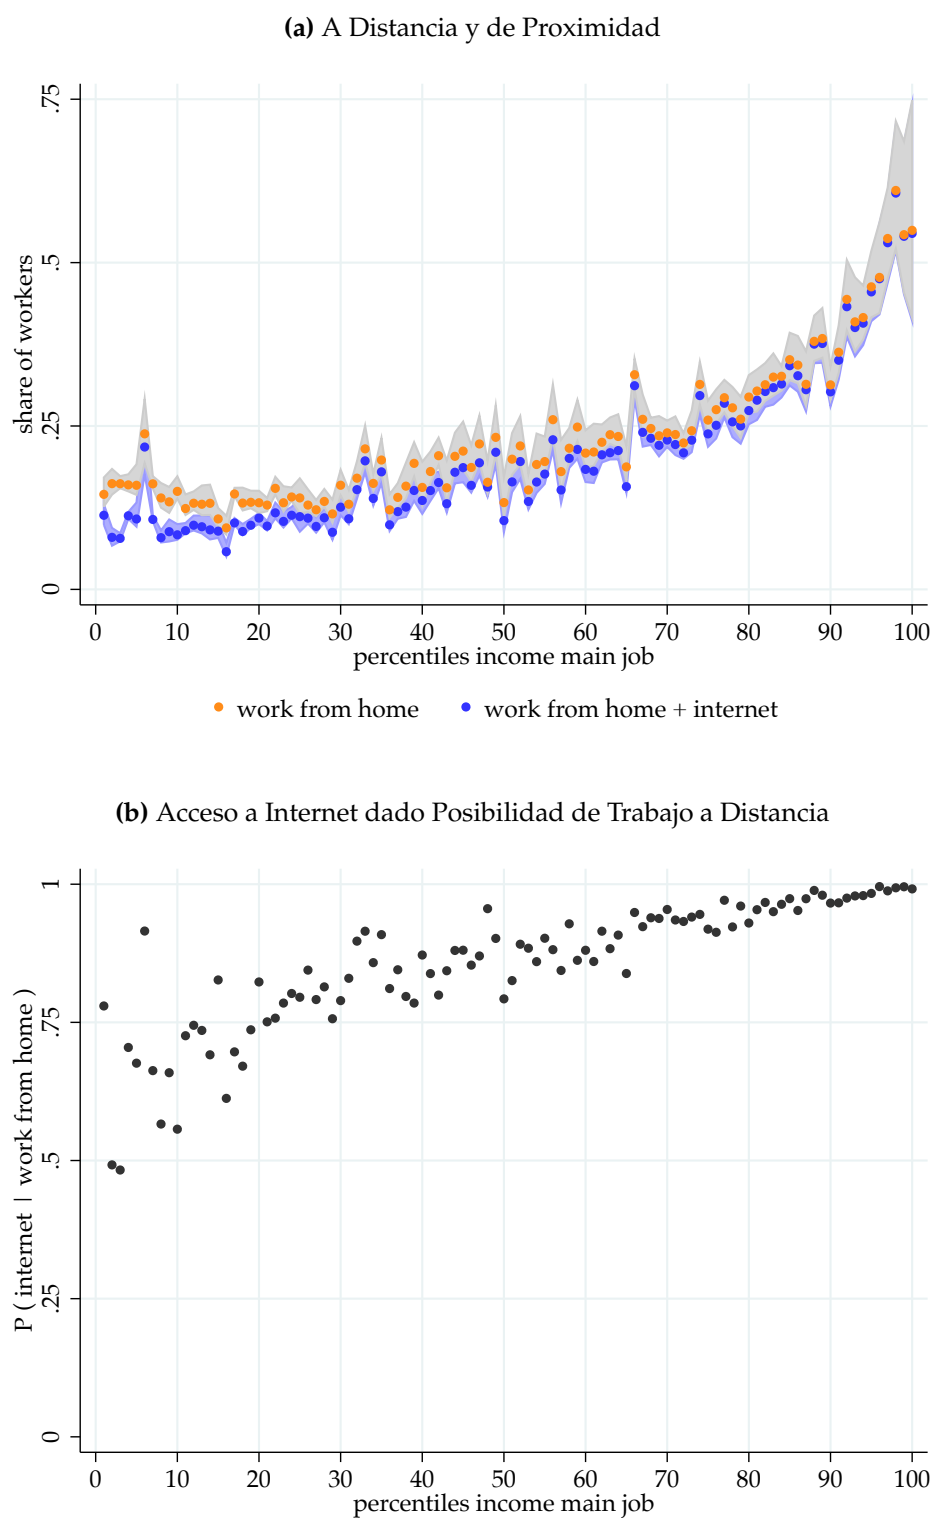 (a) A Distancia y de Proximidad
share of workers
.75
.5
.25
0
0 10 20 30 40 50 60 70 80 90 100
percentiles income main job
work from home work from home + internet
(b) Acceso a Internet dado Posibilidad de Trabajo a Distancia
P ( internet | work from home )
1
.75
.5
.25
0
0 10 20 30 40 50 60 70 80 90 100
percentiles income main job